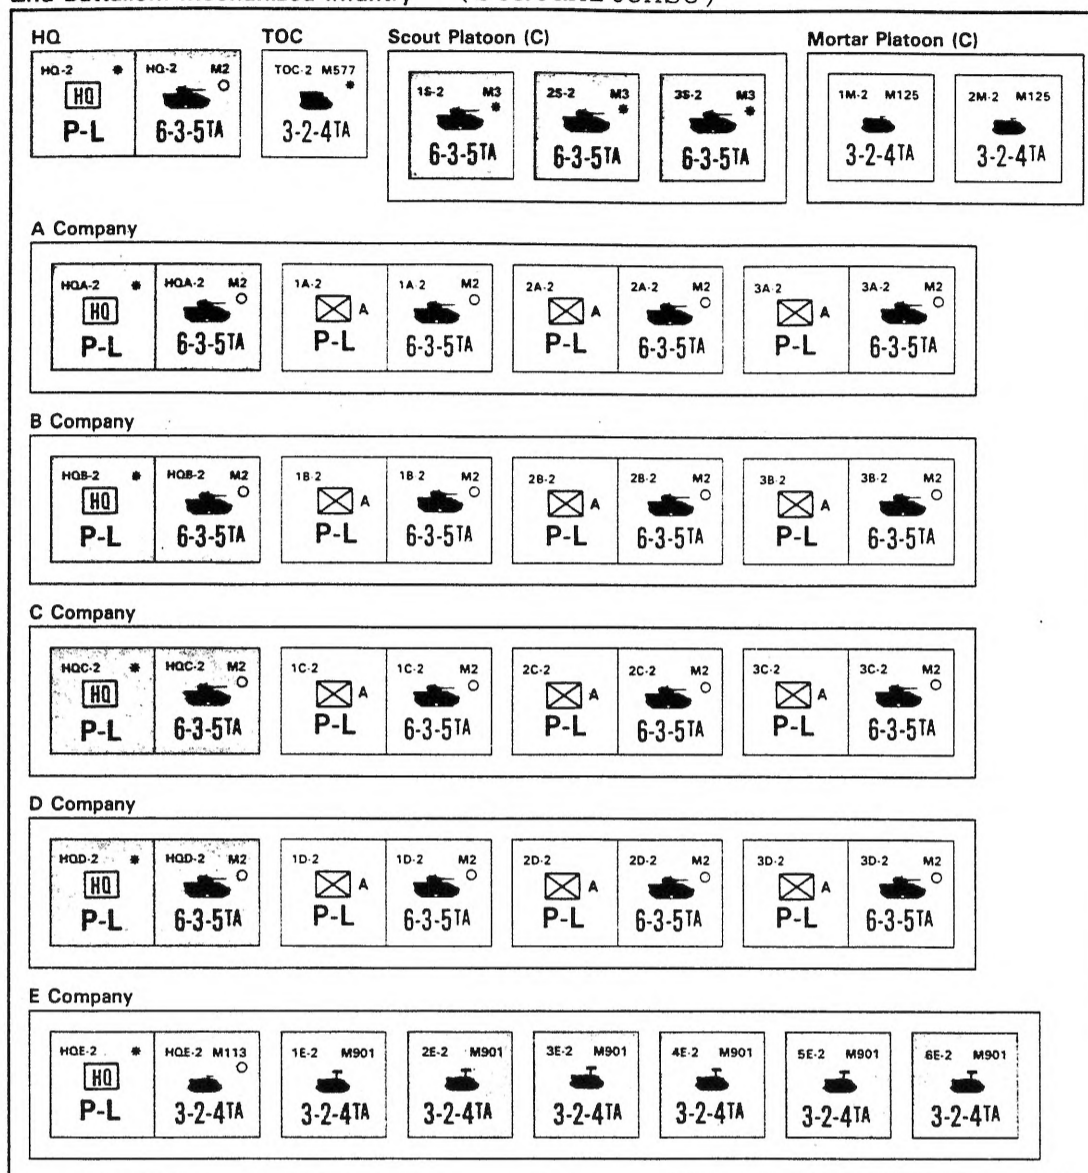 HQ TOC Scout Platoon (C) Mortar Platoon (C)
HQ-2 * HQ-2 M2 TOC-2 M577 * 1S-2 M3 * 2S-2 M3 * 3S-2 M3 * 1M-2 M125 2M-2 M125
HQ
P-L 6-3-5TA 3-2-4TA 6-3-5TA 6-3-5TA 6-3-5TA 3-2-4TA 3-2-4TA
A Company
HQA-2 * HQA-2 M2 1A-2 1A-2 M2 2A-2 2A-2 M2 3A-2 3A-2 M2
HQ A A A
P-L 6-3-5TA P-L 6-3-5TA P-L 6-3-5TA P-L 6-3-5TA
B Company
HQB-2 * HQB-2 M2 1B-2 1B-2 M2 2B-2 2B-2 M2 3B-2 3B-2 M2
HQ A A A
P-L 6-3-5TA P-L 6-3-5TA P-L 6-3-5TA P-L 6-3-5TA
C Company
HQC-2 * HQC-2 M2 1C-2 1C-2 M2 2C-2 2C-2 M2 3C-2 3C-2 M2
HQ A A A
P-L 6-3-5TA P-L 6-3-5TA P-L 6-3-5TA P-L 6-3-5TA
D Company
HQD-2 * HQD-2 M2 1D-2 1D-2 M2 2D-2 2D-2 M2 3D-2 3D-2 M2
HQ A A A
P-L 6-3-5TA P-L 6-3-5TA P-L 6-3-5TA P-L 6-3-5TA
E Company
HQE-2 * HQE-2 M113 1E-2 M901 2E-2 M901 3E-2 M901 4E-2 M901 5E-2 M901 6E-2 M901
HQ
P-L 3-2-4TA 3-2-4TA 3-2-4TA 3-2-4TA 3-2-4TA 3-2-4TA 3-2-4TA